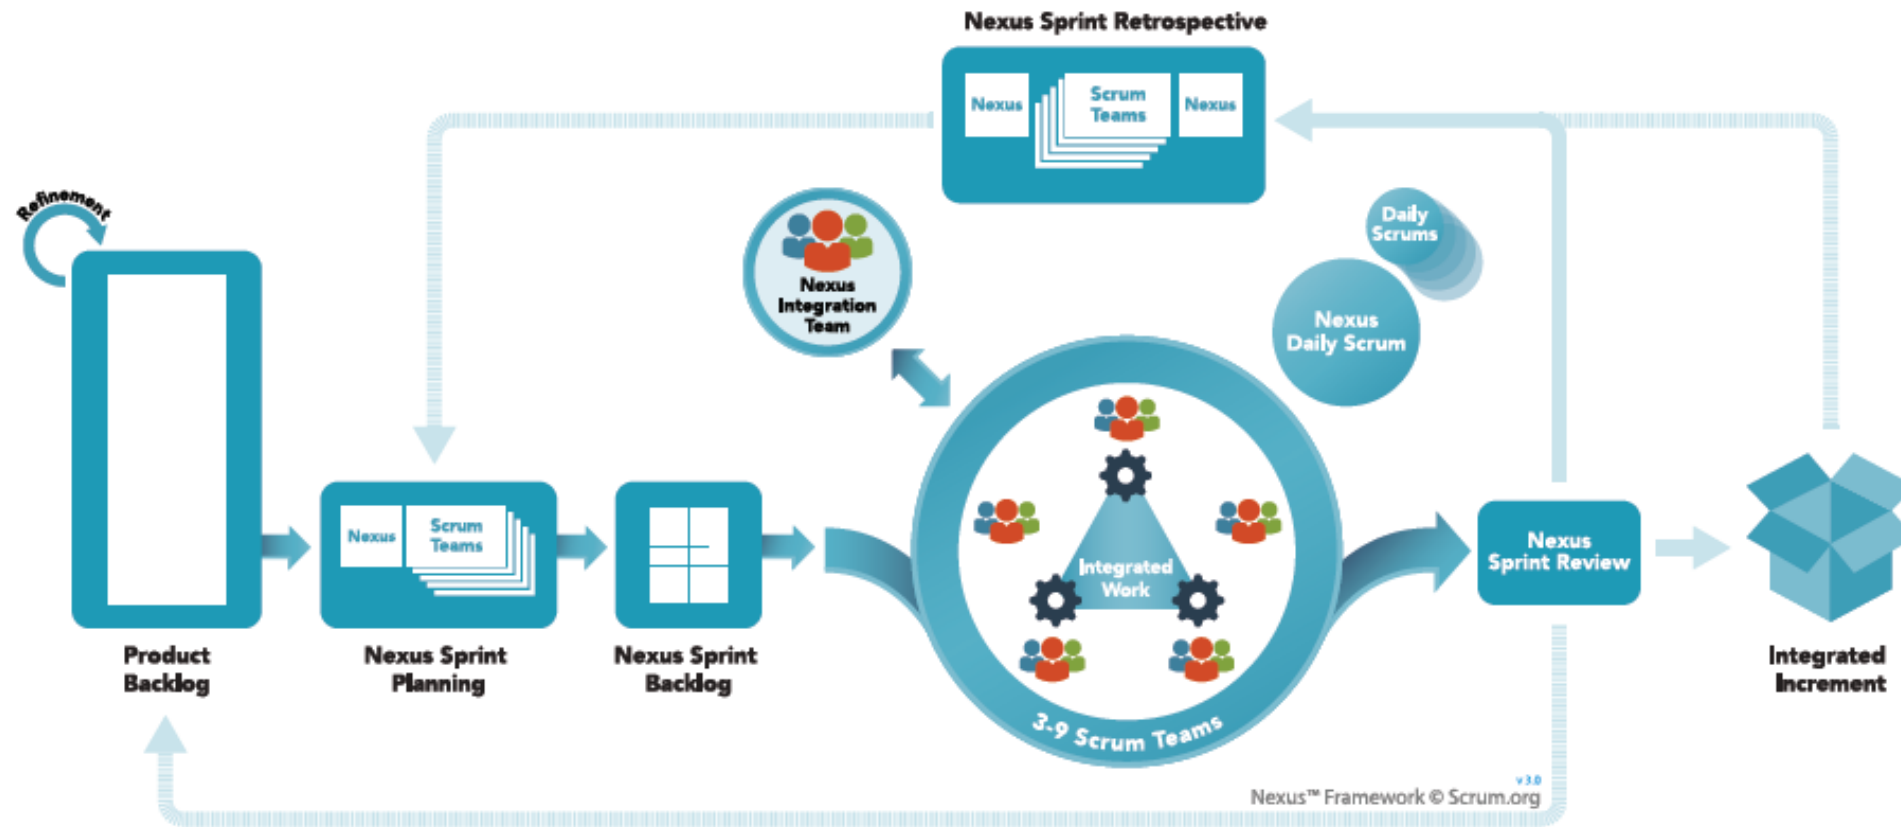 Nexus Sprint Retrospective
Nexus
Scrum
Teams
Nexus
Refinement
Daily
Scrums
Nexus
Integration
Team
Nexus
Daily Scrum
Nexus
Scrum
Teams
Integrated
Work
Nexus
Sprint Review
Product
Backlog
Nexus Sprint
Planning
Nexus Sprint
Backlog
Integrated
Increment
3-9 Scrum Teams
v 3.0
Nexus™ Framework © Scrum.org